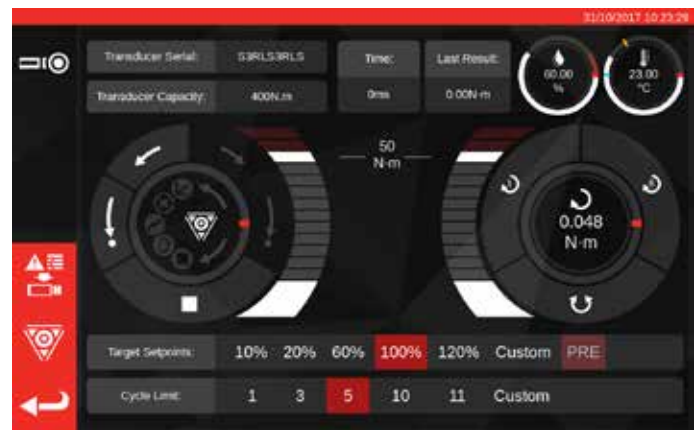 31/10/2017 10:23:29
Transducer Serial: S3RLS3RLS Time: Last Result:
Transducer Capacity: 400N.m 0ms 0.00N·m
60.00 %
23.00 °C
50
N·m
0.048
N·m
Target Setpoints: 10% 20% 60% 100% 120% Custom PRE
Cycle Limit: 1 3 5 10 11 Custom